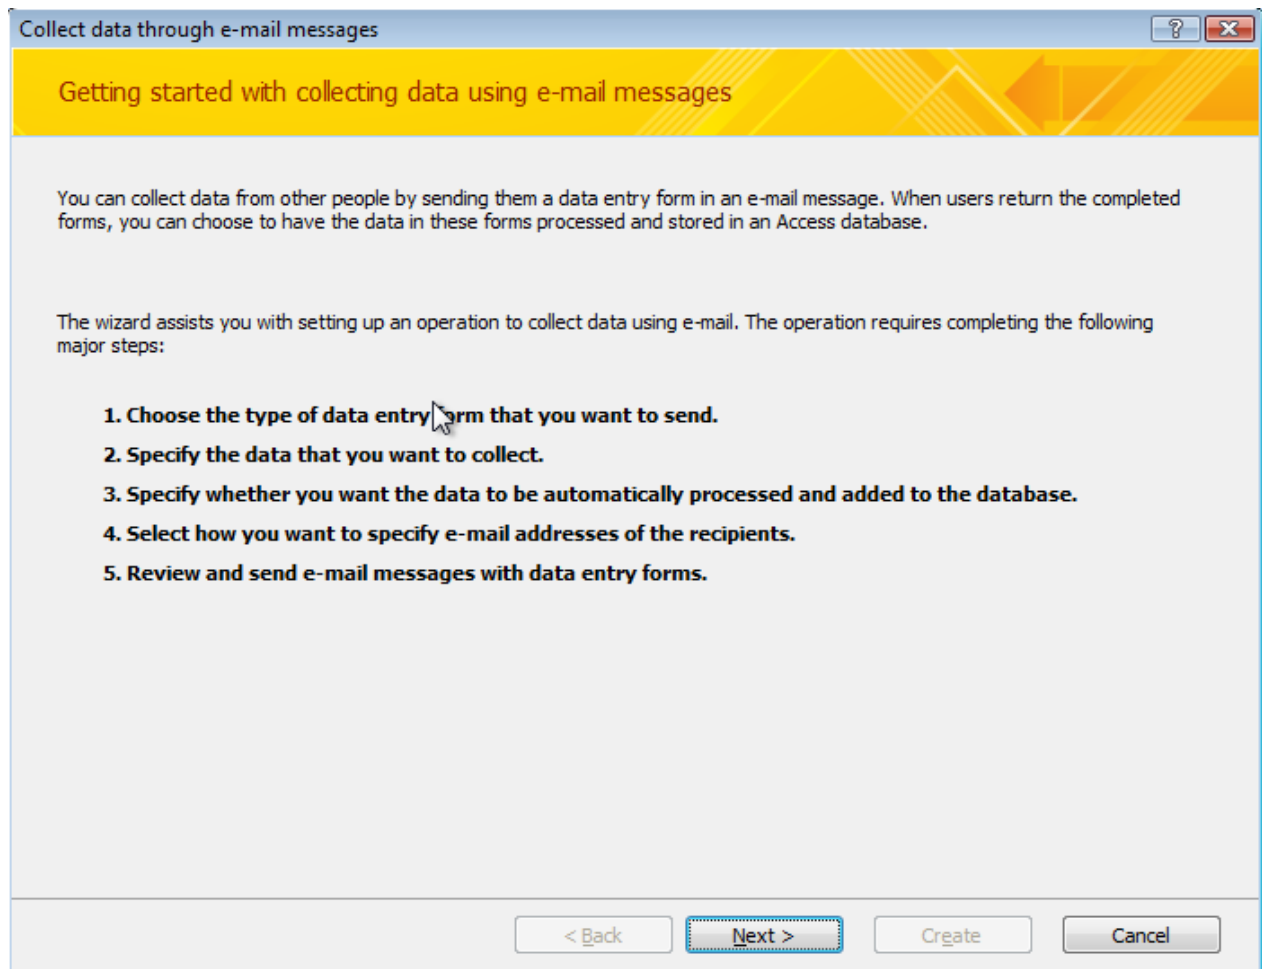 Collect data through e-mail messages
?
Getting started with collecting data using e-mail messages
You can collect data from other people by sending them a data entry form in an e-mail message. When users return the completed
forms, you can choose to have the data in these forms processed and stored in an Access database.
The wizard assists you with setting up an operation to collect data using e-mail. The operation requires completing the following
major steps:
1. Choose the type of data entry form that you want to send.
2. Specify the data that you want to collect.
3. Specify whether you want the data to be automatically processed and added to the database.
4. Select how you want to specify e-mail addresses of the recipients.
5. Review and send e-mail messages with data entry forms.
< Back Next > Create Cancel